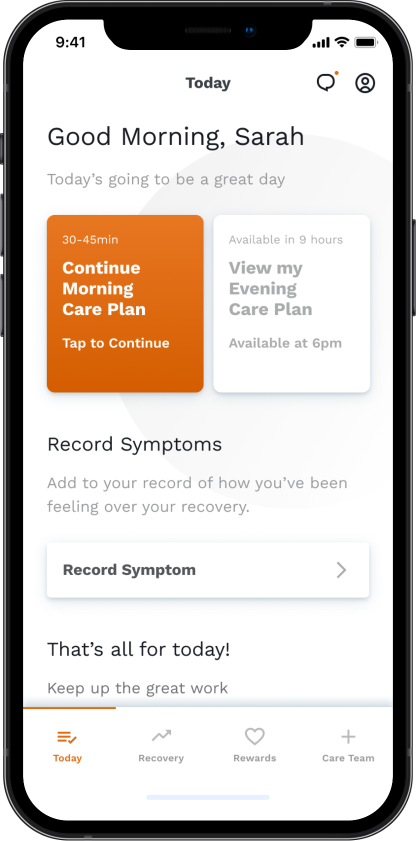 9:41
Today
Good Morning, Sarah
Today’s going to be a great day
30-45min
Continue
Morning
Care Plan
Tap to Continue
Available in 9 hours
View my
Evening
Care Plan
Available at 6pm
Record Symptoms
Add to your record of how you’ve been
feeling over your recovery.
Record Symptom
That’s all for today!
Keep up the great work
Today
Recovery
Rewards
Care Team